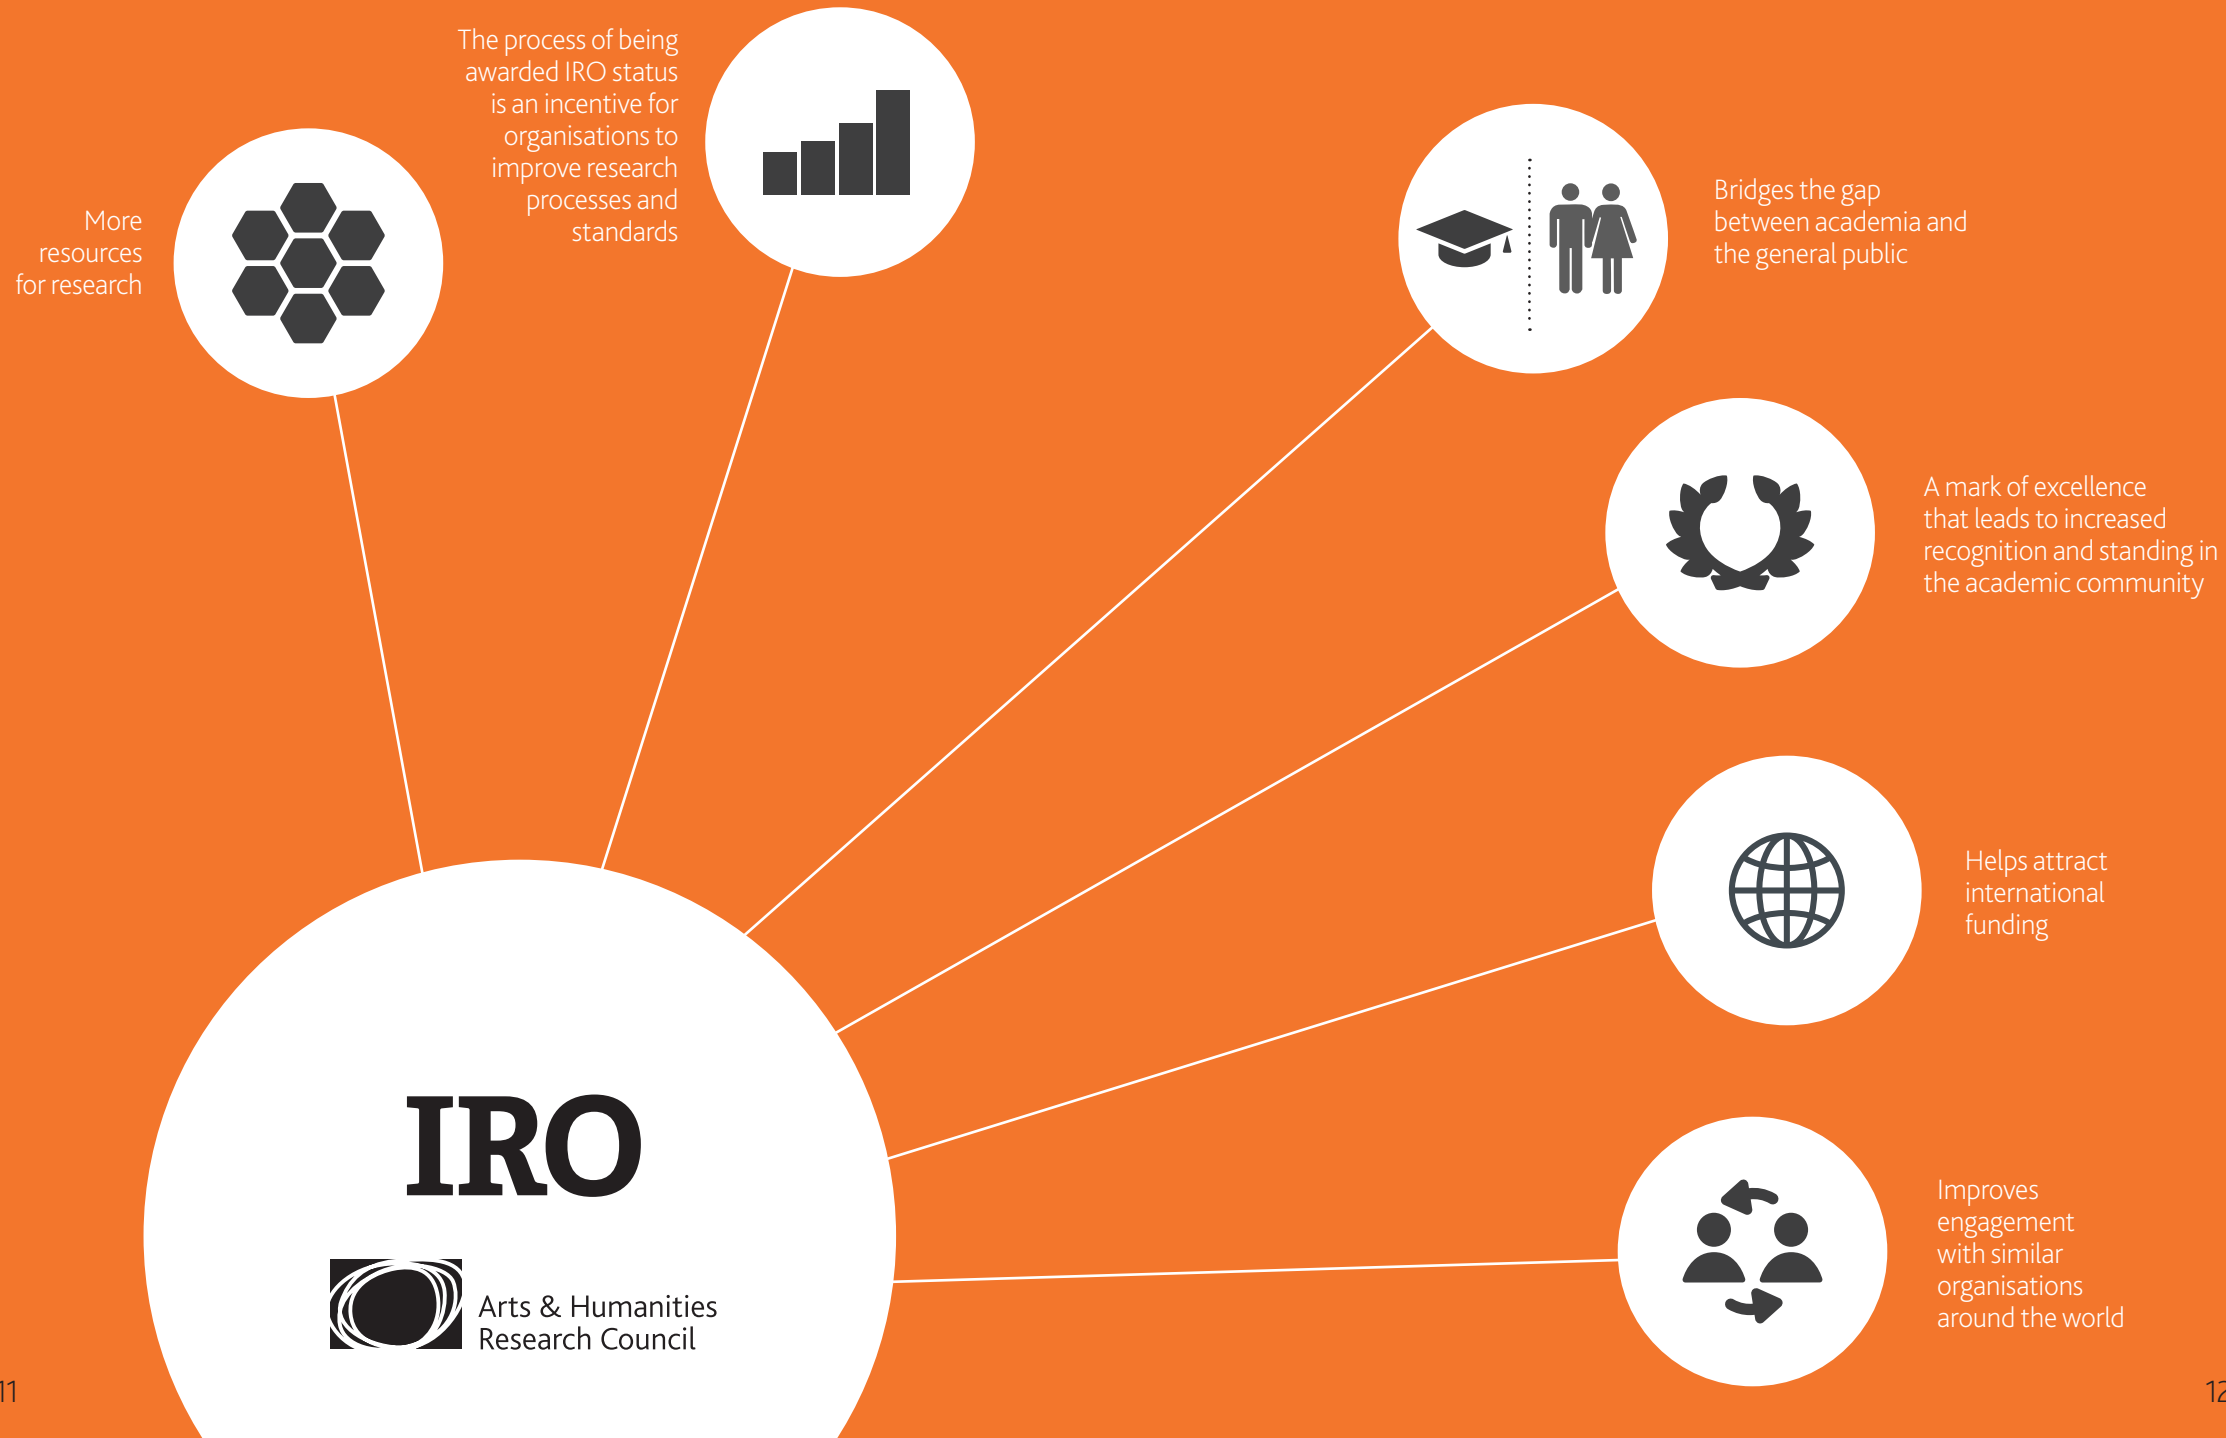 The process of being
awarded IRO status
is an incentive for
organisations to
improve research
processes and
standards
More
resources
for research
Bridges the gap
between academia and
the general public
A mark of excellence
that leads to increased
recognition and standing in
the academic community
Helps attract
international
funding
Improves
engagement
with similar
organisations
around the world
IRO
Arts & Humanities
Research Council
11
12